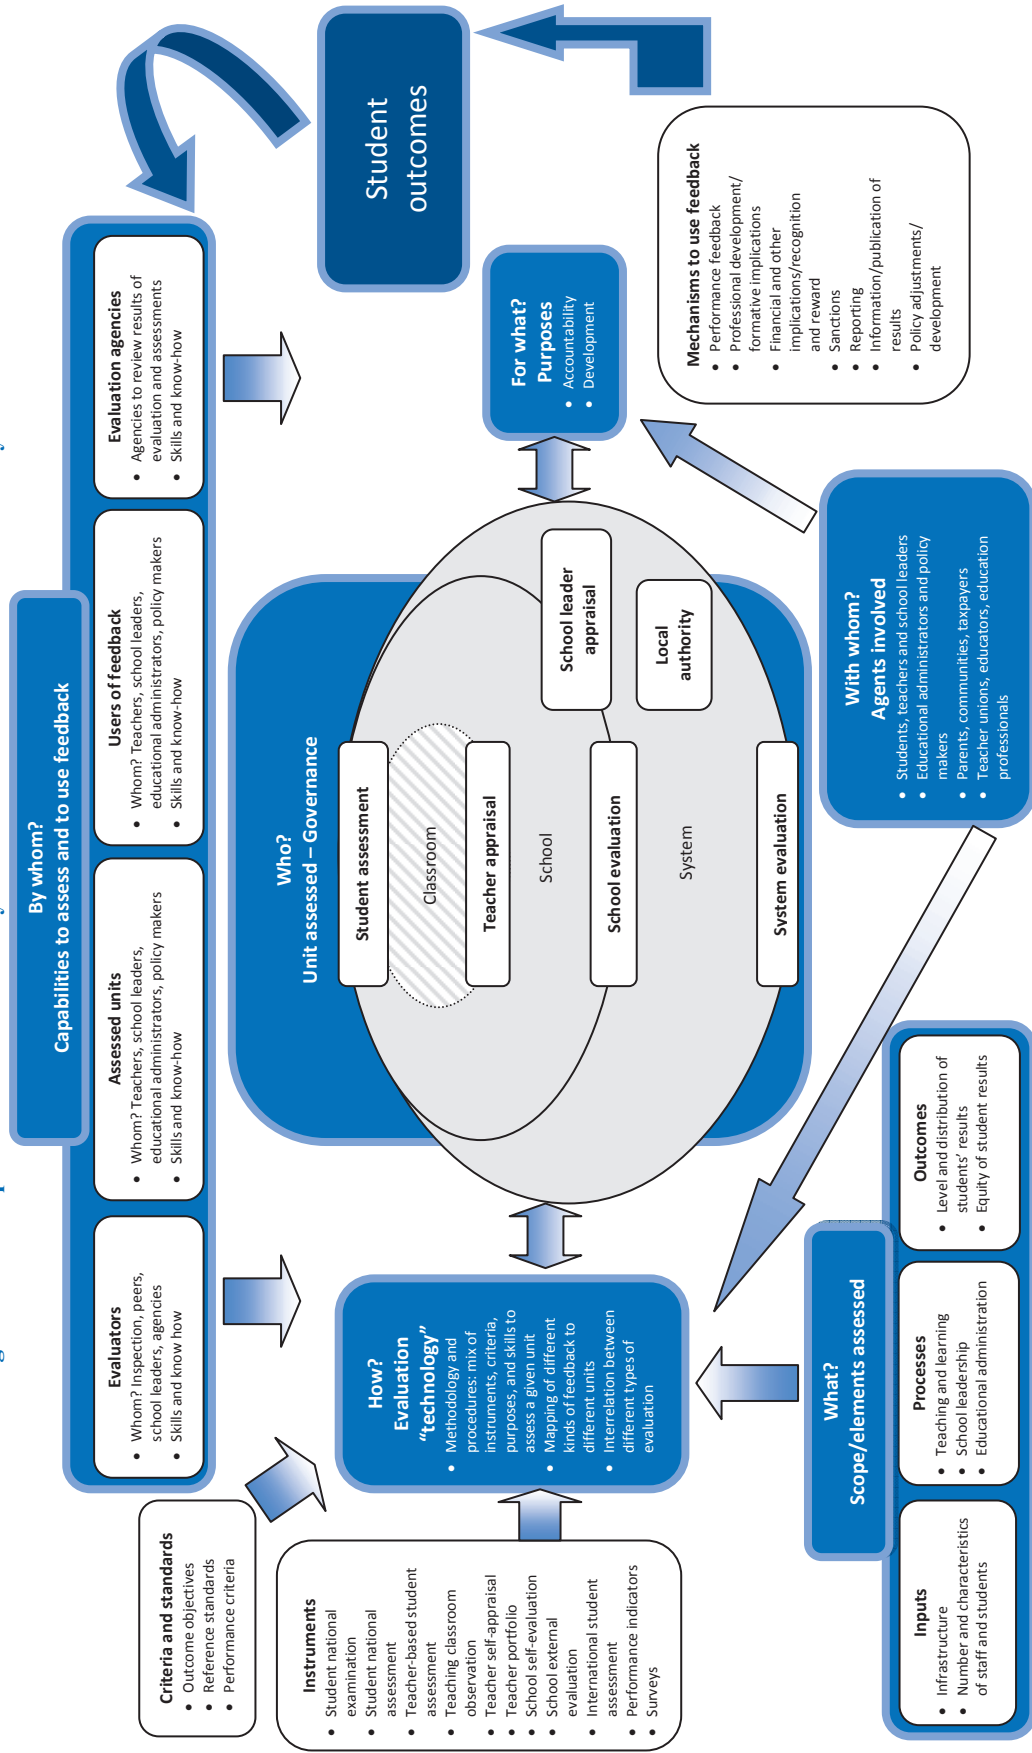 By whom?
Capabilities to assess and to use feedback
Evaluators
• Whom? Inspection, peers,
school leaders, agencies
• Skills and know how
Assessed units
• Whom? Teachers, school leaders,
educational administrators, policy makers
• Skills and know-how
Users of feedback
• Whom? Teachers, school leaders,
educational administrators, policy makers
• Skills and know-how
Evaluation agencies
• Agencies to review results of
evaluation and assessments
• Skills and know-how
Criteria and standards
• Outcome objectives
• Reference standards
• Performance criteria
Instruments
• Student national
examination
• Student national
assessment
• Teacher-based student
assessment
• Teaching classroom
observation
• Teacher self-appraisal
• Teacher portfolio
• School self-evaluation
• School external
evaluation
• International student
assessment
• Performance indicators
• Surveys
How?
Evaluation
“technology”
• Methodology and
procedures: mix of
instruments, criteria,
purposes, and skills to
assess a given unit
• Mapping of different
kinds of feedback to
different units
• Interrelation between
different types of
evaluation
Who?
Unit assessed – Governance
Student assessment
Classroom
Teacher appraisal
School
School evaluation
System
System evaluation
School leader
appraisal
Local
authority
For what?
Purposes
• Accountability
• Development
Student
outcomes
Mechanisms to use feedback
• Performance feedback
• Professional development/
formative implications
• Financial and other
implications/recognition
and reward
• Sanctions
• Reporting
• Information/publication of
results
• Policy adjustments/
development
What?
Scope/elements assessed
Inputs
• Infrastructure
• Number and characteristics
of staff and students
Processes
• Teaching and learning
• School leadership
• Educational administration
Outcomes
• Level and distribution of
students’ results
• Equity of student results
With whom?
Agents involved
• Students, teachers and school leaders
• Educational administrators and policy
makers
• Parents, communities, taxpayers
• Teacher unions, educators, education
professionals